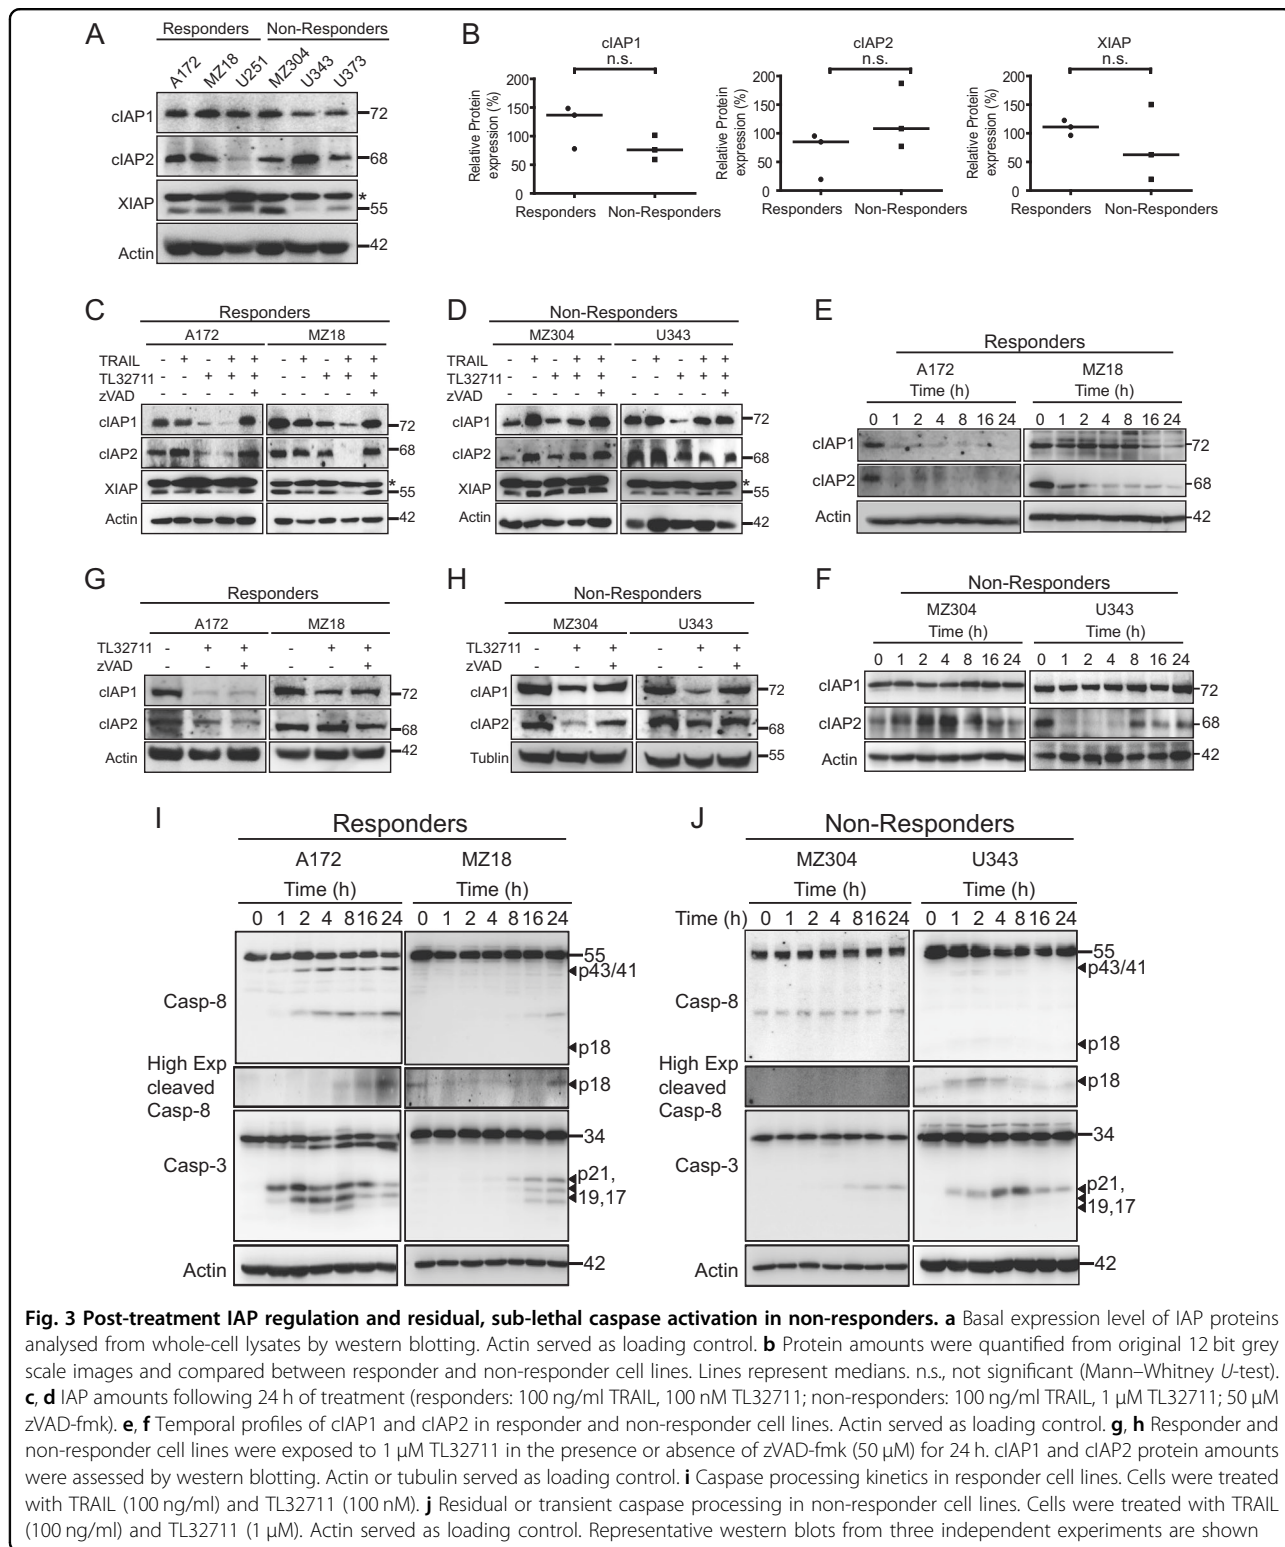 A
Responders Non-Responders
A172 MZ18 U251 MZ304 U343 U373
cIAP1 72
cIAP2 68
XIAP * 55
Actin 42
B
cIAP1 cIAP2 XIAP
n.s. n.s. n.s.
Relative Protein expression (%) Relative Protein expression (%) Relative Protein expression (%)
200 200 200
150 150 150
100 100 100
50 50 50
0 0 0
Responders Non-Responders Responders Non-Responders Responders Non-Responders
C
Responders
A172 MZ18
TRAIL - + - + + - + - + +
TL32711 - - + + + - - + + +
zVAD + +
cIAP1 72
cIAP2 68
XIAP * 55
Actin 42
D
Non-Responders
MZ304 U343
TRAIL - + - + + - + - + +
TL32711 - - + + + - - + + +
zVAD + +
cIAP1 72
cIAP2 68
XIAP * 55
Actin 42
E
Responders
A172 MZ18
Time (h) Time (h)
0 1 2 4 8 16 24 0 1 2 4 8 16 24
cIAP1 72
cIAP2 68
Actin 42
G
Responders
A172 MZ18
TL32711 - + + - + +
zVAD - + - +
cIAP1 72
cIAP2 68
Actin 42
H
Non-Responders
MZ304 U343
TL32711 - + + - + +
zVAD - + - +
cIAP1 72
cIAP2 68
Tublin 55
F
Non-Responders
MZ304 U343
Time (h) Time (h)
0 1 2 4 8 16 24 0 1 2 4 8 16 24
cIAP1 72
cIAP2 68
Actin 42
I
Responders
A172 MZ18
Time (h) Time (h)
0 1 2 4 8 16 24 0 1 2 4 8 16 24
55
p43/41
Casp-8
p18
High Exp
cleaved p18
Casp-8
34
Casp-3 p21,
19,17
Actin 42
J
Non-Responders
MZ304 U343
Time (h) Time (h)
Time (h) 0 1 2 4 8 16 24 0 1 2 4 8 16 24
55
p43/41
Casp-8
p18
High Exp
cleaved p18
Casp-8
34
Casp-3 p21,
19,17
Actin 42
Fig. 3 Post-treatment IAP regulation and residual, sub-lethal caspase activation in non-responders. a Basal expression level of IAP proteins
analysed from whole-cell lysates by western blotting. Actin served as loading control. b Protein amounts were quantified from original 12 bit grey
scale images and compared between responder and non-responder cell lines. Lines represent medians. n.s., not significant (Mann–Whitney U-test).
c, d IAP amounts following 24 h of treatment (responders: 100 ng/ml TRAIL, 100 nM TL32711; non-responders: 100 ng/ml TRAIL, 1 µM TL32711; 50 µM
zVAD-fmk). e, f Temporal profiles of cIAP1 and cIAP2 in responder and non-responder cell lines. Actin served as loading control. g, h Responder and
non-responder cell lines were exposed to 1 µM TL32711 in the presence or absence of zVAD-fmk (50 µM) for 24 h. cIAP1 and cIAP2 protein amounts
were assessed by western blotting. Actin or tubulin served as loading control. i Caspase processing kinetics in responder cell lines. Cells were treated
with TRAIL (100 ng/ml) and TL32711 (100 nM). j Residual or transient caspase processing in non-responder cell lines. Cells were treated with TRAIL
(100 ng/ml) and TL32711 (1 µM). Actin served as loading control. Representative western blots from three independent experiments are shown